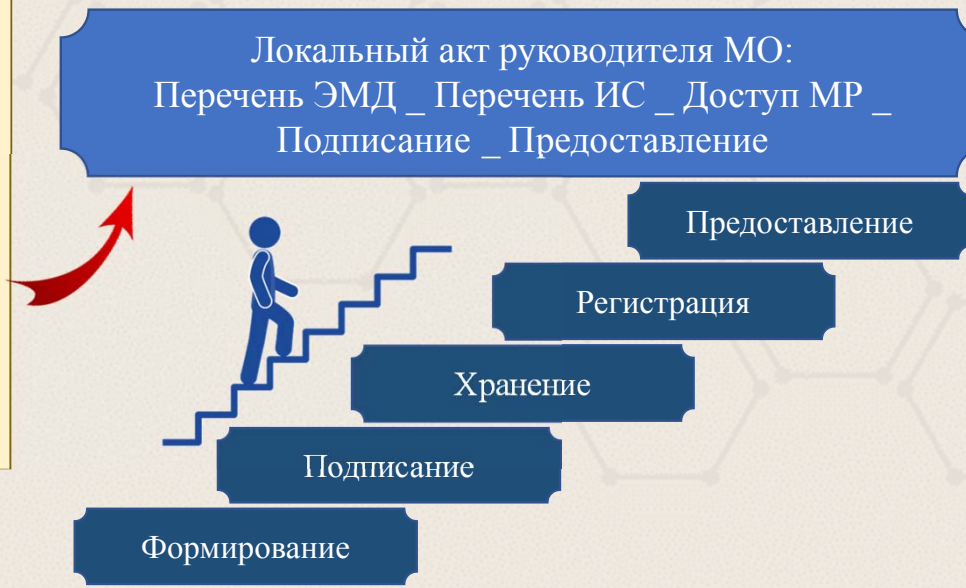 Локальный акт руководителя МО:
Перечень ЭМД _ Перечень ИС _ Доступ МР _
Подписание _ Предоставление
Предоставление
Регистрация
Хранение
Подписание
Формирование